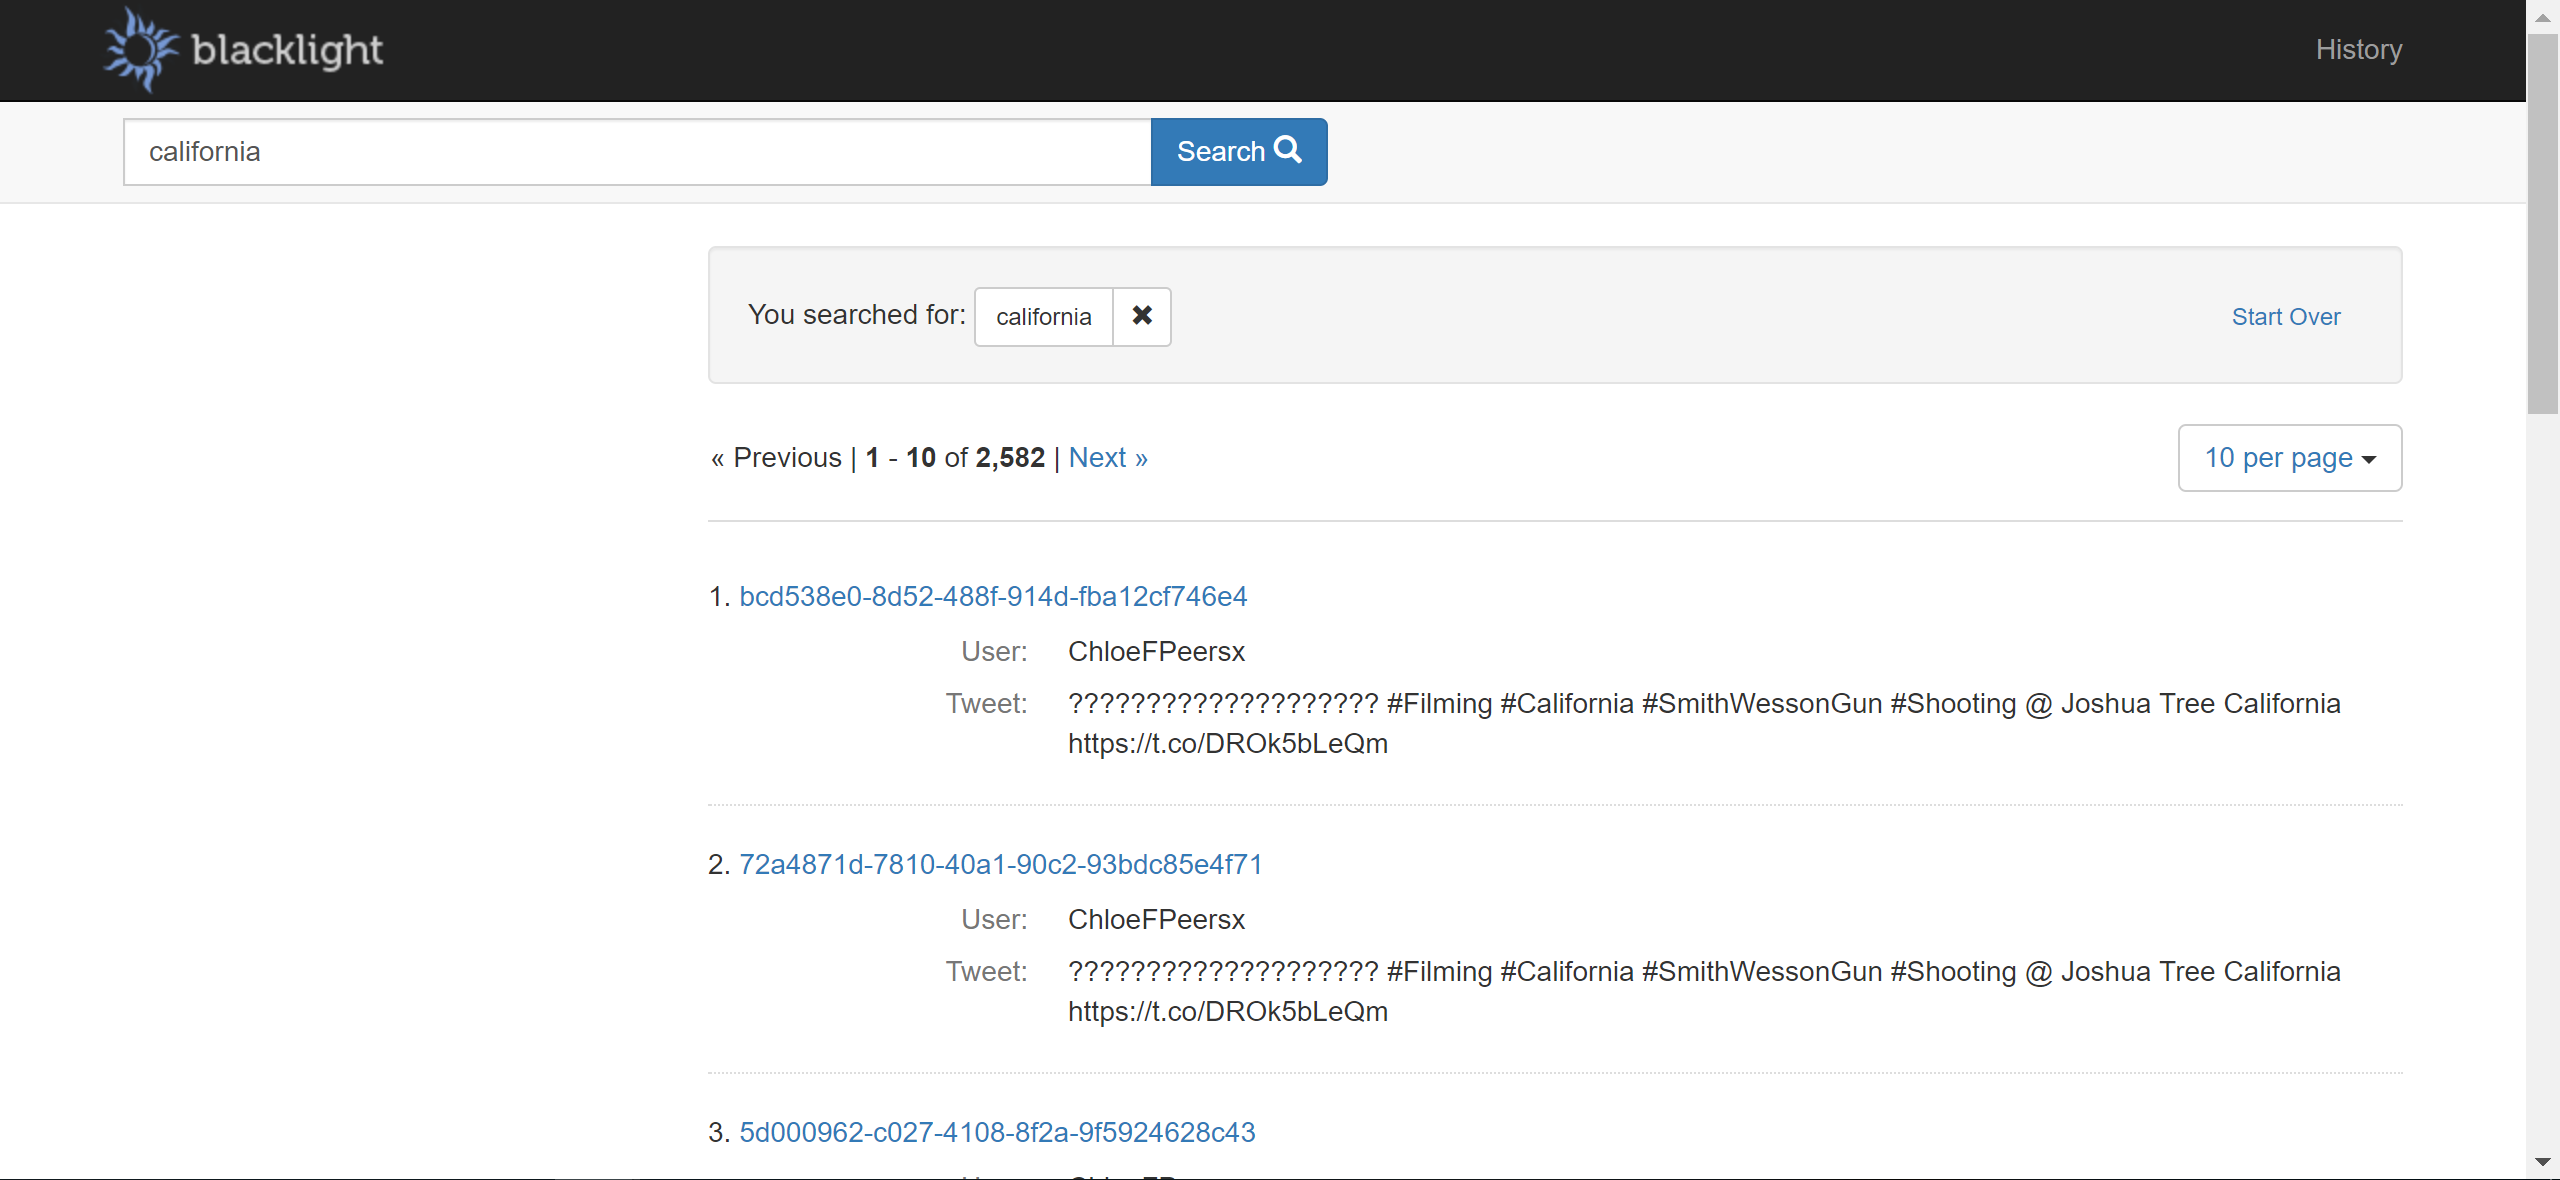 blacklight
History
california
Search
You searched for: california ✖
Start Over
« Previous | 1 - 10 of 2,582 | Next »
10 per page
1. bcd538e0-8d52-488f-914d-fba12cf746e4
User: ChloeFPeersx
Tweet: ???????????????????? #Filming #California #SmithWessonGun #Shooting @ Joshua Tree California
https://t.co/DROk5bLeQm
2. 72a4871d-7810-40a1-90c2-93bdc85e4f71
User: ChloeFPeersx
Tweet: ???????????????????? #Filming #California #SmithWessonGun #Shooting @ Joshua Tree California
https://t.co/DROk5bLeQm
3. 5d000962-c027-4108-8f2a-9f5924628c43